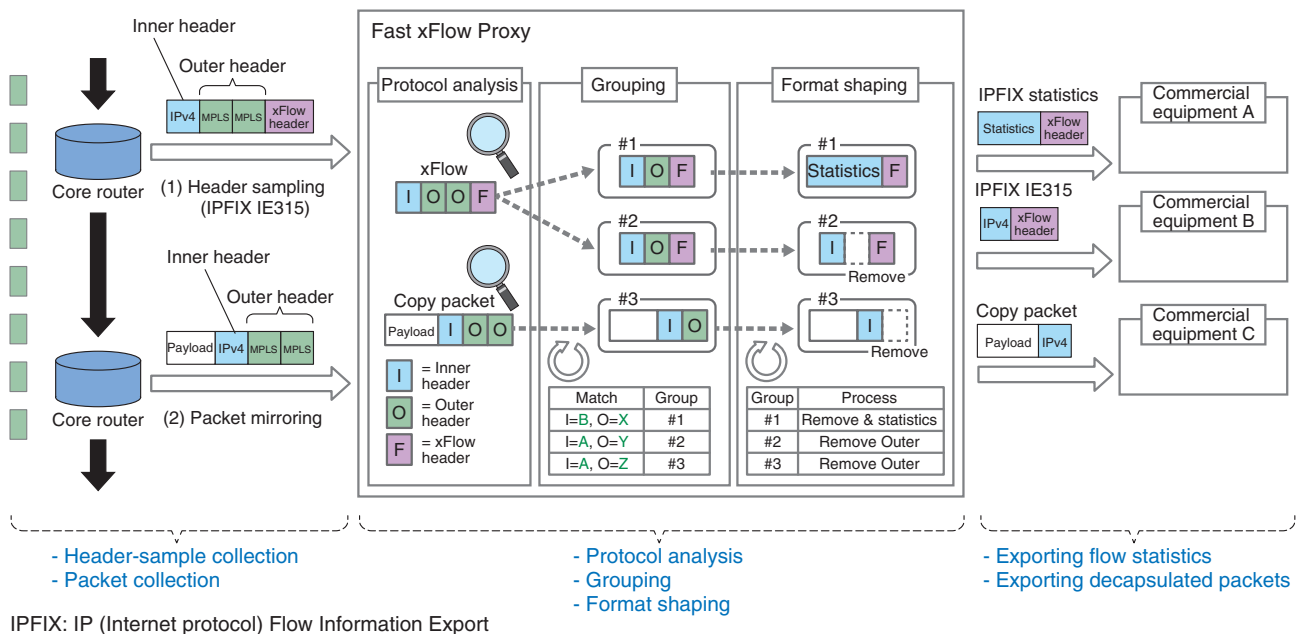 Inner header
Outer header
IPv4
MPLS
MPLS
xFlow
header
Core router
(1) Header sampling
(IPFIX IE315)
Inner header
Outer header
Payload
IPv4
MPLS
MPLS
Core router
(2) Packet mirroring
Fast xFlow Proxy
Protocol analysis
xFlow
I
O
O
F
Copy packet
Payload
I
O
O
I
= Inner
header
O
= Outer
header
F
= xFlow
header
Grouping
#1
I
O
F
#2
I
O
F
#3
I
O
Match
Group
I=B, O=X
#1
I=A, O=Y
#2
I=A, O=Z
#3
Format shaping
#1
Statistics
F
#2
I
F
Remove
#3
I
Remove
Group
Process
#1
Remove & statistics
#2
Remove Outer
#3
Remove Outer
IPFIX statistics
Statistics
xFlow
header
Commercial
equipment A
IPFIX IE315
IPv4
xFlow
header
Commercial
equipment B
Copy packet
Payload
IPv4
Commercial
equipment C
- Header-sample collection
- Packet collection
- Protocol analysis
- Grouping
- Format shaping
- Exporting flow statistics
- Exporting decapsulated packets
IPFIX: IP (Internet protocol) Flow Information Export